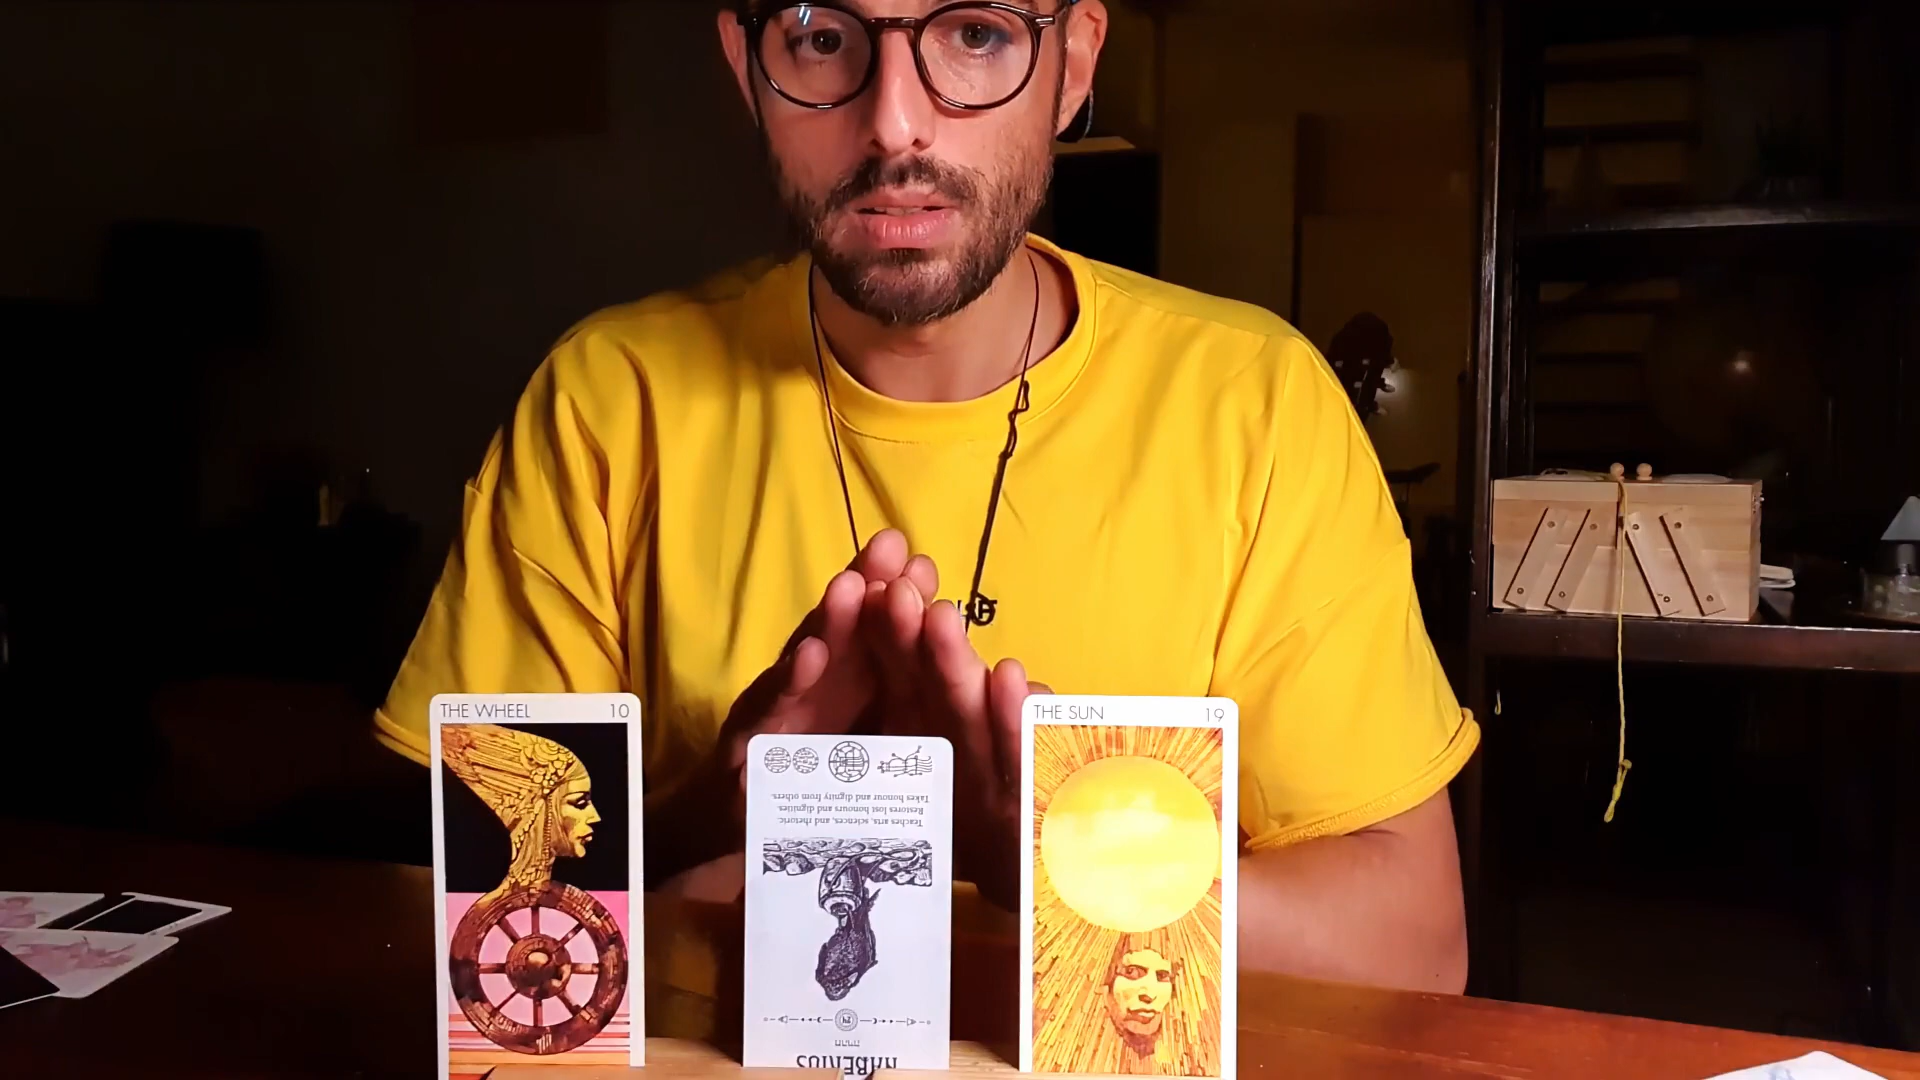 THE WHEEL 10
Teaches arts, sciences, and rhetoric.
Restores lost honours and dignities.
Takes honour and dignity from others.
THE SUN 19